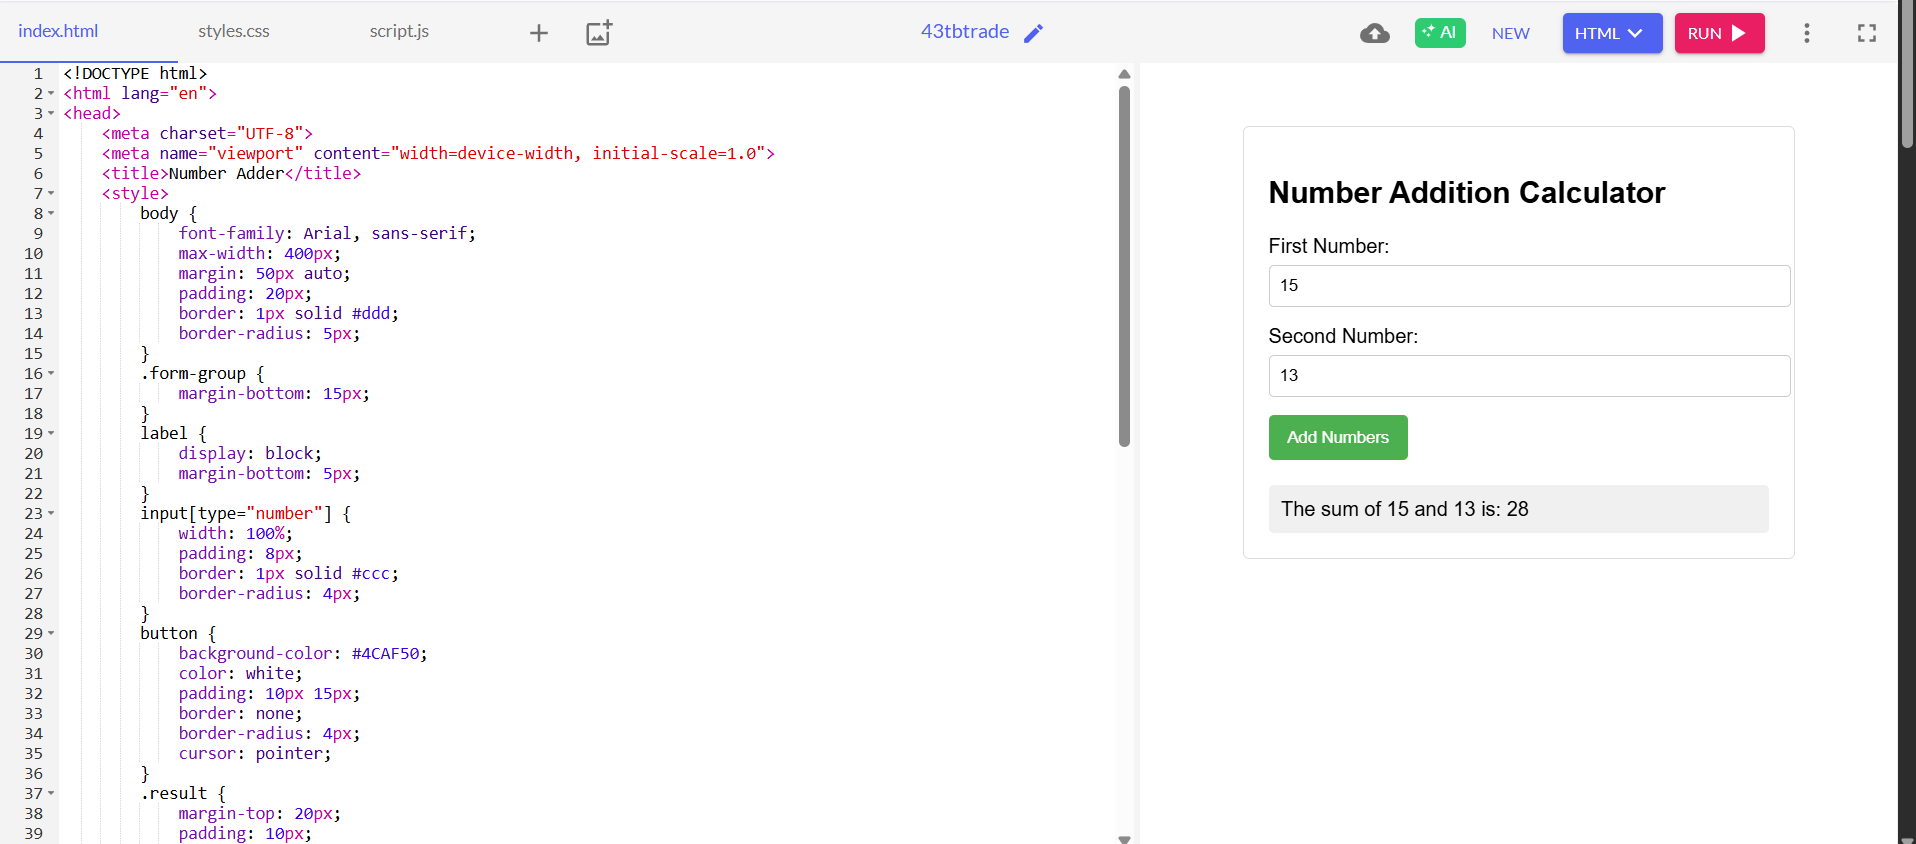 index.html styles.css script.js 43tbtrade AI NEW HTML RUN
1 <!DOCTYPE html>
2 <html lang="en">
3 <head>
4 <meta charset="UTF-8">
5 <meta name="viewport" content="width=device-width, initial-scale=1.0">
6 <title>Number Adder</title>
7 <style>
8 body {
9 font-family: Arial, sans-serif;
10 max-width: 400px;
11 margin: 50px auto;
12 padding: 20px;
13 border: 1px solid #ddd;
14 border-radius: 5px;
15 }
16 .form-group {
17 margin-bottom: 15px;
18 }
19 label {
20 display: block;
21 margin-bottom: 5px;
22 }
23 input[type="number"] {
24 width: 100%;
25 padding: 8px;
26 border: 1px solid #ccc;
27 border-radius: 4px;
28 }
29 button {
30 background-color: #4CAF50;
31 color: white;
32 padding: 10px 15px;
33 border: none;
34 border-radius: 4px;
35 cursor: pointer;
36 }
37 .result {
38 margin-top: 20px;
39 padding: 10px;
Number Addition Calculator
First Number:
15
Second Number:
13
Add Numbers
The sum of 15 and 13 is: 28